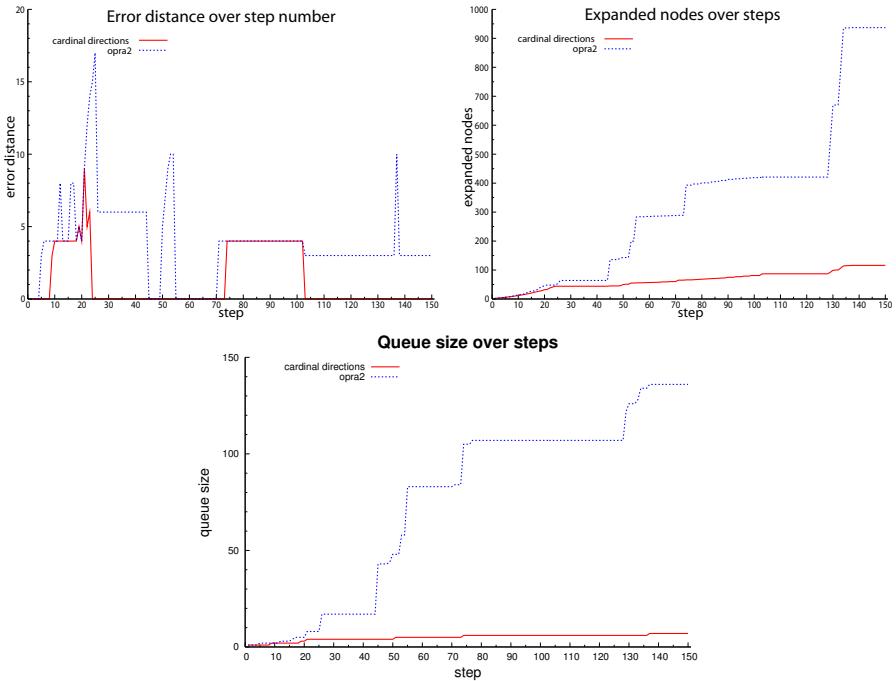 Error distance over step number
cardinal directions
opra2
error distance
20
15
10
5
0
0 10 20 30 40 50 60 70 80 90 100 110 120 130 140 150
step
Expanded nodes over steps
cardinal directions
opra2
expanded nodes
1000
900
800
700
600
500
400
300
200
100
0
0 10 20 30 40 50 60 70 80 90 100 110 120 130 140 150
step
Queue size over steps
cardinal directions
opra2
queue size
150
100
50
0
0 10 20 30 40 50 60 70 80 90 100 110 120 130 140 150
step